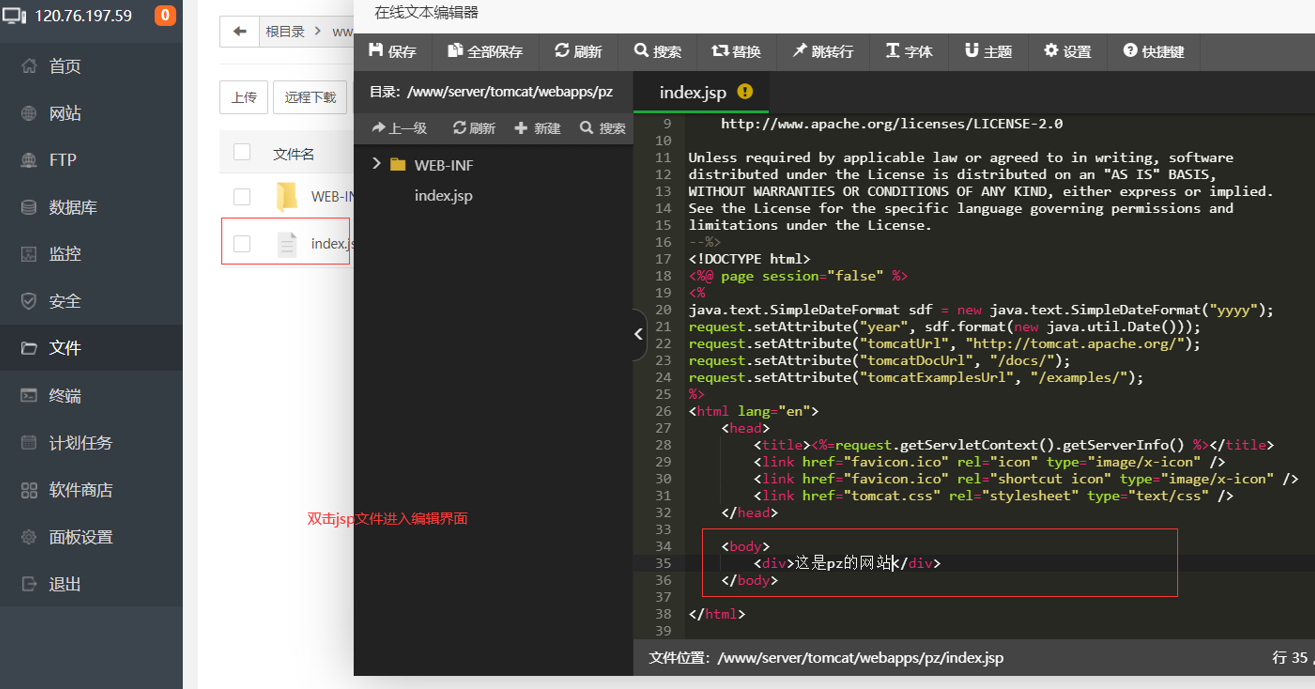 120.76.197.59 0
首页
网站
FTP
数据库
监控
安全
文件
终端
计划任务
软件商店
面板设置
退出
根目录 > ww
上传 远程下载
文件名
WEB-IN
index.js
双击jsp文件进入编辑界面
在线文本编辑器
保存 全部保存 刷新 搜索 替换 跳转行 字体 主题 设置 快捷键
目录：/www/server/tomcat/webapps/pz
上一级 刷新 新建 搜索
WEB-INF
index.jsp
index.jsp
9 http://www.apache.org/licenses/LICENSE-2.0
10
11 Unless required by applicable law or agreed to in writing, software
12 distributed under the License is distributed on an "AS IS" BASIS,
13 WITHOUT WARRANTIES OR CONDITIONS OF ANY KIND, either express or implied.
14 See the License for the specific language governing permissions and
15 limitations under the License.
16 --%>
17 <!DOCTYPE html>
18 <%@ page session="false" %>
19 <%
20 java.text.SimpleDateFormat sdf = new java.text.SimpleDateFormat("yyyy");
21 request.setAttribute("year", sdf.format(new java.util.Date()));
22 request.setAttribute("tomcatUrl", "http://tomcat.apache.org/");
23 request.setAttribute("tomcatDocUrl", "/docs/");
24 request.setAttribute("tomcatExamplesUrl", "/examples/");
25 %>
26 <html lang="en">
27 <head>
28 <title><%=request.getServletContext().getServerInfo() %></title>
29 <link href="favicon.ico" rel="icon" type="image/x-icon" />
30 <link href="favicon.ico" rel="shortcut icon" type="image/x-icon" />
31 <link href="tomcat.css" rel="stylesheet" type="text/css" />
32 </head>
33
34 <body>
35 <div>这是pz的网站</div>
36 </body>
37
38 </html>
39
文件位置：/www/server/tomcat/webapps/pz/index.jsp 行 35